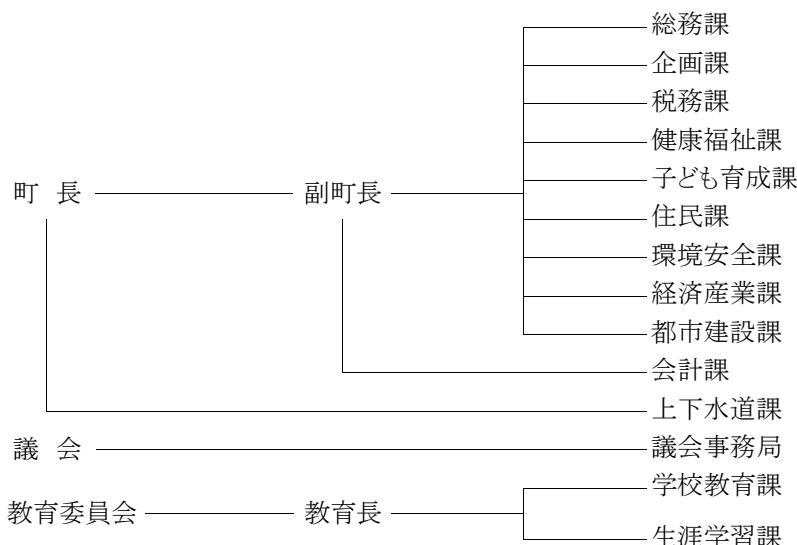 総務課
企画課
税務課
健康福祉課
子ども育成課
町 長 副町長
住民課
環境安全課
経済産業課
都市建設課
会計課
上下水道課
議 会 議会事務局
学校教育課
教育委員会 教育長
生涯学習課